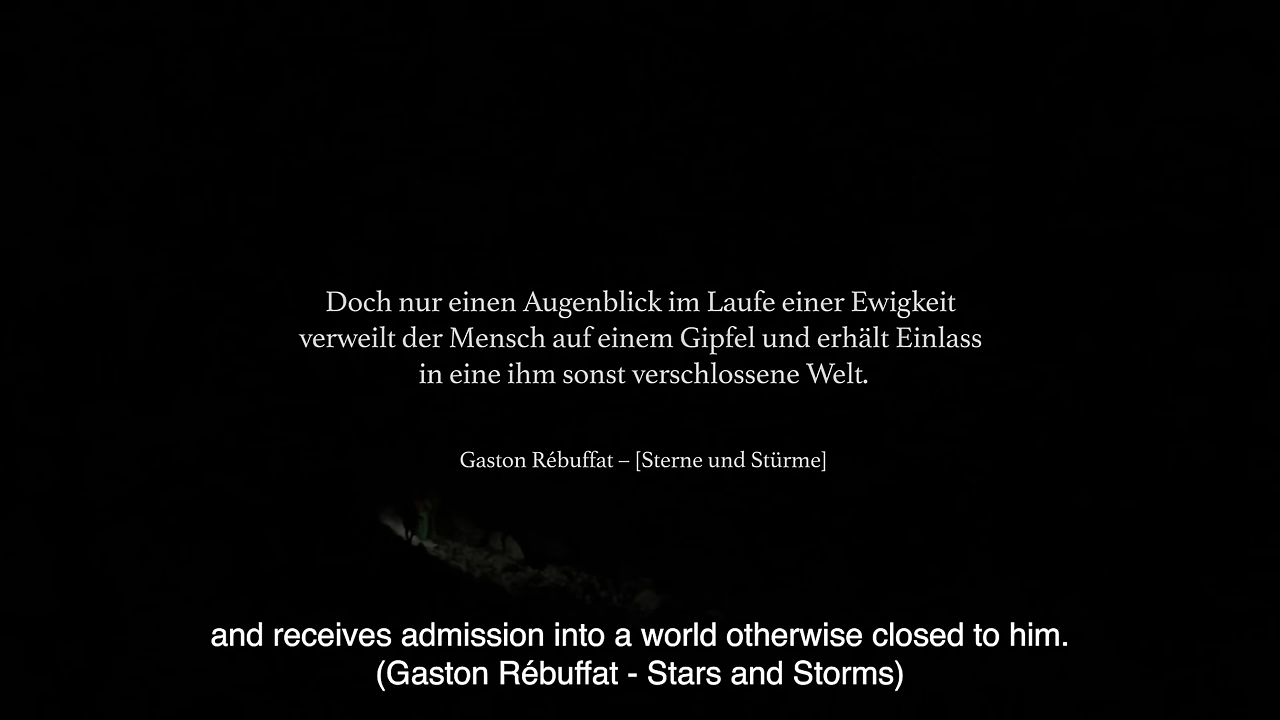 Doch nur einen Augenblick im Laufe einer Ewigkeit
verweilt der Mensch auf einem Gipfel und erhält Einlass
in eine ihm sonst verschlossene Welt.
Gaston Rébuffat – [Sterne und Stürme]
and receives admission into a world otherwise closed to him.
(Gaston Rébuffat - Stars and Storms)